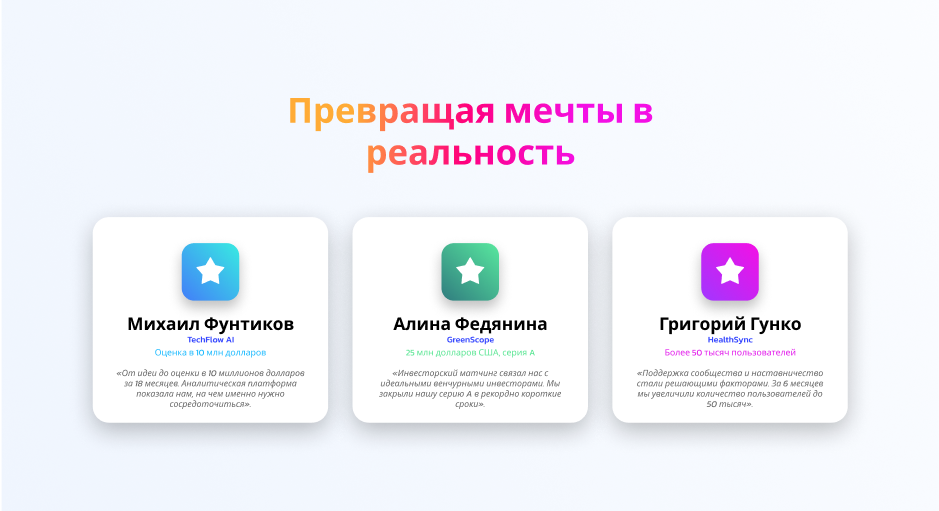 Превращая мечты в
реальность
Михаил Фунтиков
TechFlow AI
Оценка в 10 млн долларов
«От идеи до оценки в 10 миллионов долларов
за 18 месяцев. Аналитическая платформа
показала нам, на чем именно нужно
сосредоточиться».
Алина Федянина
GreenScope
25 млн долларов США, серия A
«Инвесторский матчинг связал нас с
идеальными венчурными инвесторами. Мы
закрыли нашу серию A в рекордно короткие
сроки».
Григорий Гунко
HealthSync
Более 50 тысяч пользователей
«Поддержка сообщества и наставничество
стали решающими факторами. За 6 месяцев
мы увеличили количество пользователей до
50 тысяч».